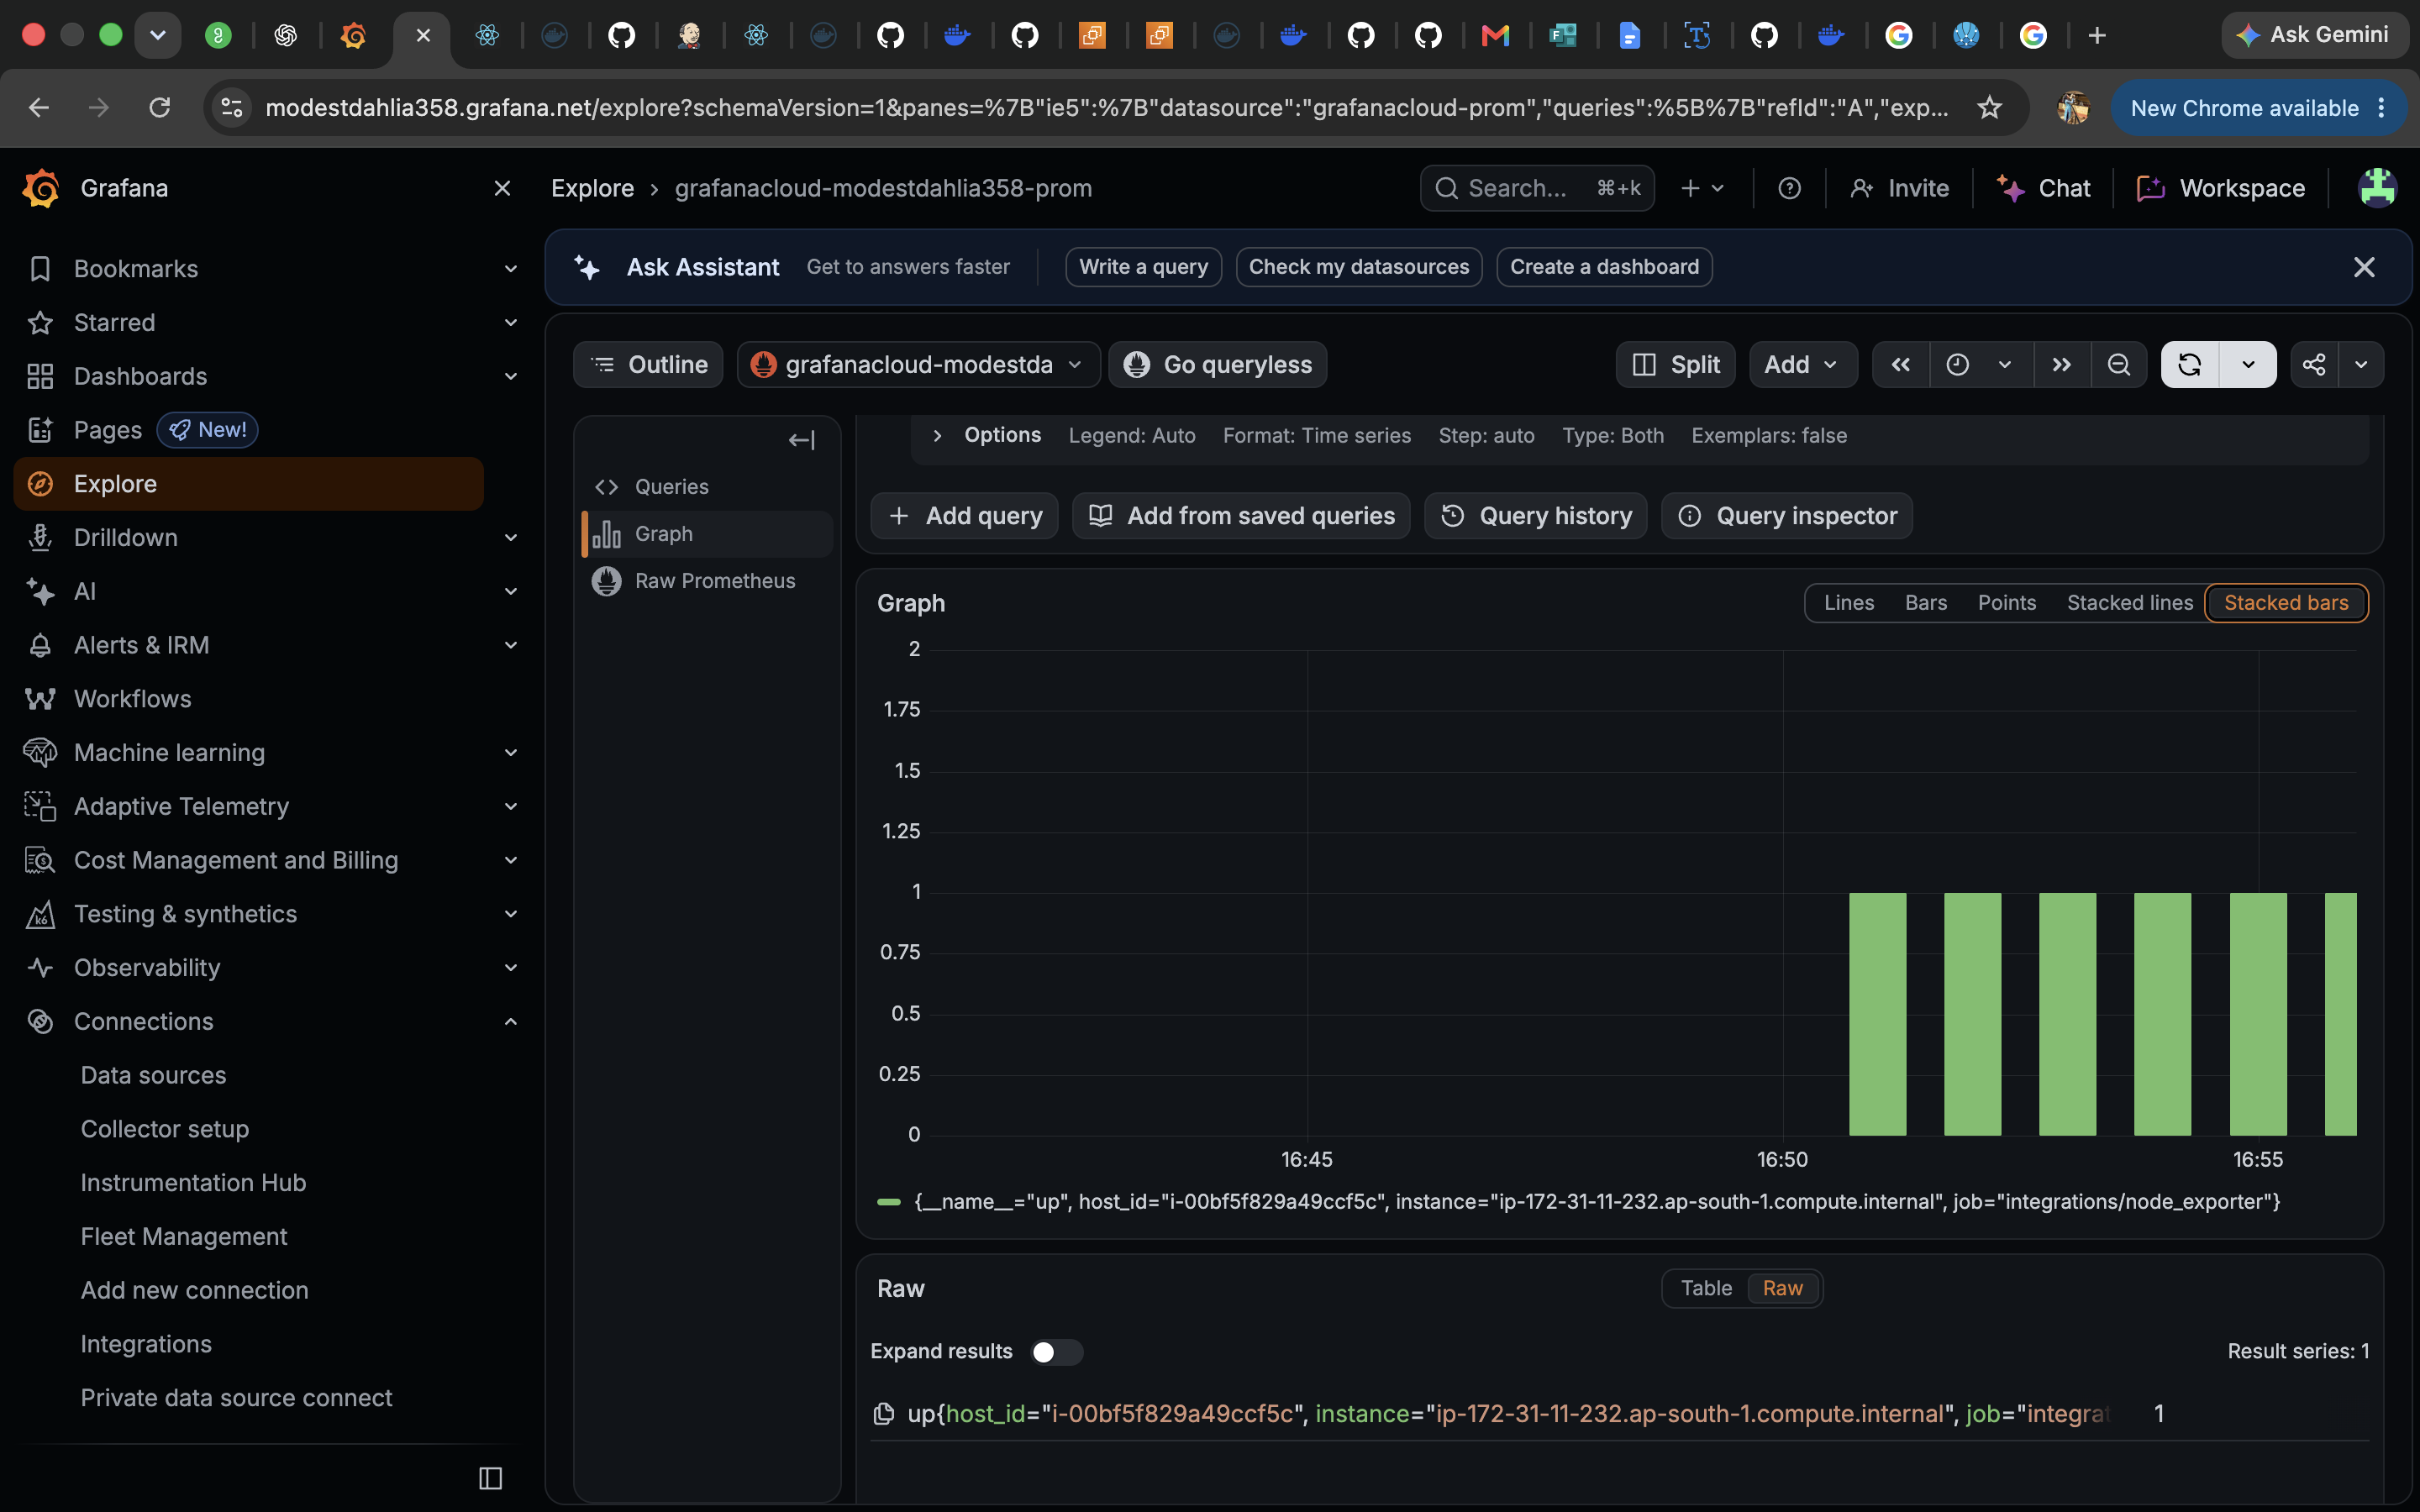 Ask Gemini
modestdahlia358.grafana.net/explore?schemaVersion=1&panes=%7B"ie5":%7B"datasource":"grafanacloud-prom","queries":%5B%7B"refId":"A","exp...
New Chrome available
Grafana
Explore › grafanacloud-modestdahlia358-prom
Search... ⌘+k
Invite
Chat
Workspace
Bookmarks
Starred
Dashboards
Pages New!
Explore
Drilldown
AI
Alerts & IRM
Workflows
Machine learning
Adaptive Telemetry
Cost Management and Billing
Testing & synthetics
Observability
Connections
Data sources
Collector setup
Instrumentation Hub
Fleet Management
Add new connection
Integrations
Private data source connect
Ask Assistant Get to answers faster Write a query Check my datasources Create a dashboard
Outline grafanacloud-modestda Go queryless Split Add
Queries
Graph
Raw Prometheus
Options Legend: Auto Format: Time series Step: auto Type: Both Exemplars: false
+ Add query Add from saved queries Query history Query inspector
Graph Lines Bars Points Stacked lines Stacked bars
2
1.75
1.5
1.25
1
0.75
0.5
0.25
0
16:45 16:50 16:55
{__name__="up", host_id="i-00bf5f829a49ccf5c", instance="ip-172-31-11-232.ap-south-1.compute.internal", job="integrations/node_exporter"}
Raw Table Raw
Expand results Result series: 1
up{host_id="i-00bf5f829a49ccf5c", instance="ip-172-31-11-232.ap-south-1.compute.internal", job="integrat 1